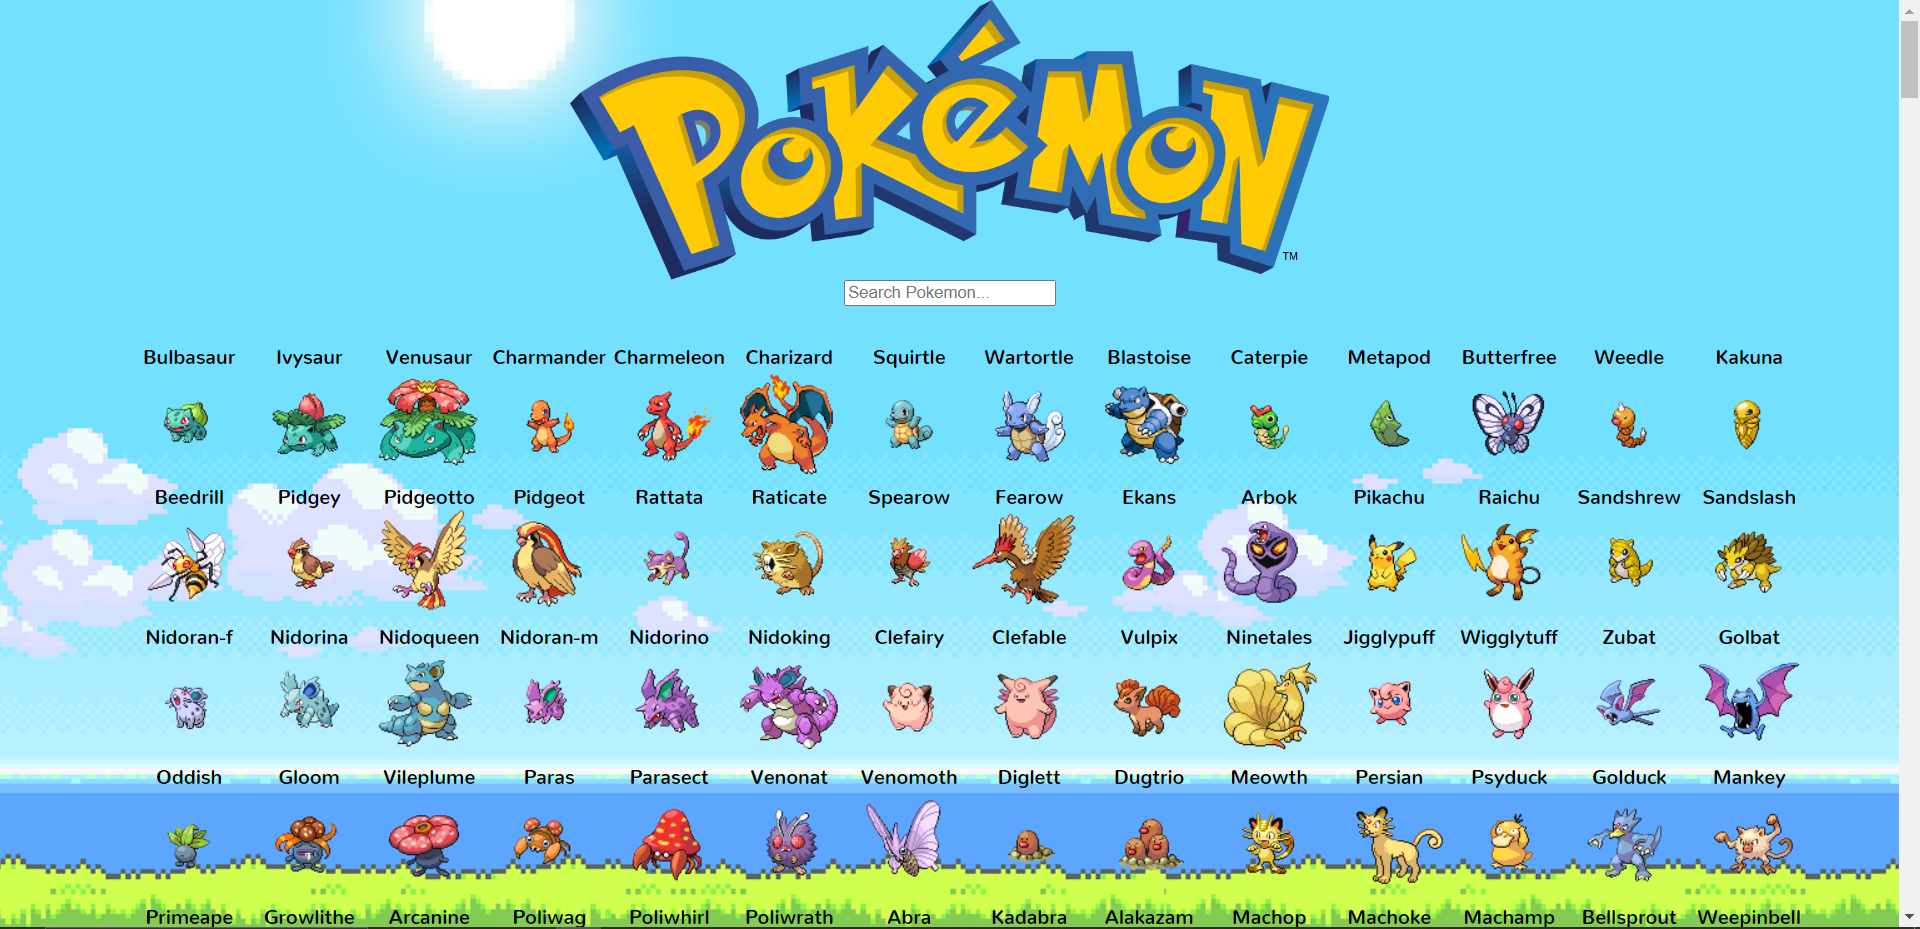 POKéMON
TM
Search Pokemon...
Bulbasaur Ivysaur Venusaur Charmander Charmeleon Charizard Squirtle Wartortle Blastoise Caterpie Metapod Butterfree Weedle Kakuna
Beedrill Pidgey Pidgeotto Pidgeot Rattata Raticate Spearow Fearow Ekans Arbok Pikachu Raichu Sandshrew Sandslash
Nidoran-f Nidorina Nidoqueen Nidoran-m Nidorino Nidoking Clefairy Clefable Vulpix Ninetales Jigglypuff Wigglytuff Zubat Golbat
Oddish Gloom Vileplume Paras Parasect Venonat Venomoth Diglett Dugtrio Meowth Persian Psyduck Golduck Mankey
Primeape Growlithe Arcanine Poliwag Poliwhirl Poliwrath Abra Kadabra Alakazam Machop Machoke Machamp Bellsprout Weepinbell